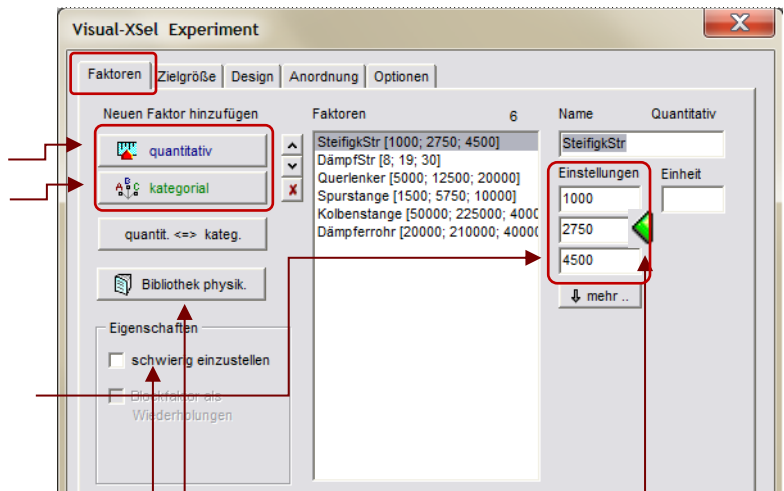 Visual-XSel Experiment
Faktoren Zielgröße Design Anordnung Optionen
Neuen Faktor hinzufügen
quantitativ
kategorial
quantit. <=> kateg.
Bibliothek physik.
Eigenschaften
schwierig einzustellen
Blockfaktor als
Wiederholungen
Faktoren 6
SteifigkStr [1000; 2750; 4500]
DämpfStr [8; 19; 30]
Querlenker [5000; 12500; 20000]
Spurstange [1500; 5750; 10000]
Kolbenstange [50000; 225000; 4000
Dämpferrohr [20000; 210000; 40000
Name Quantitativ
SteifigkStr
Einstellungen Einheit
1000
2750
4500
mehr ..